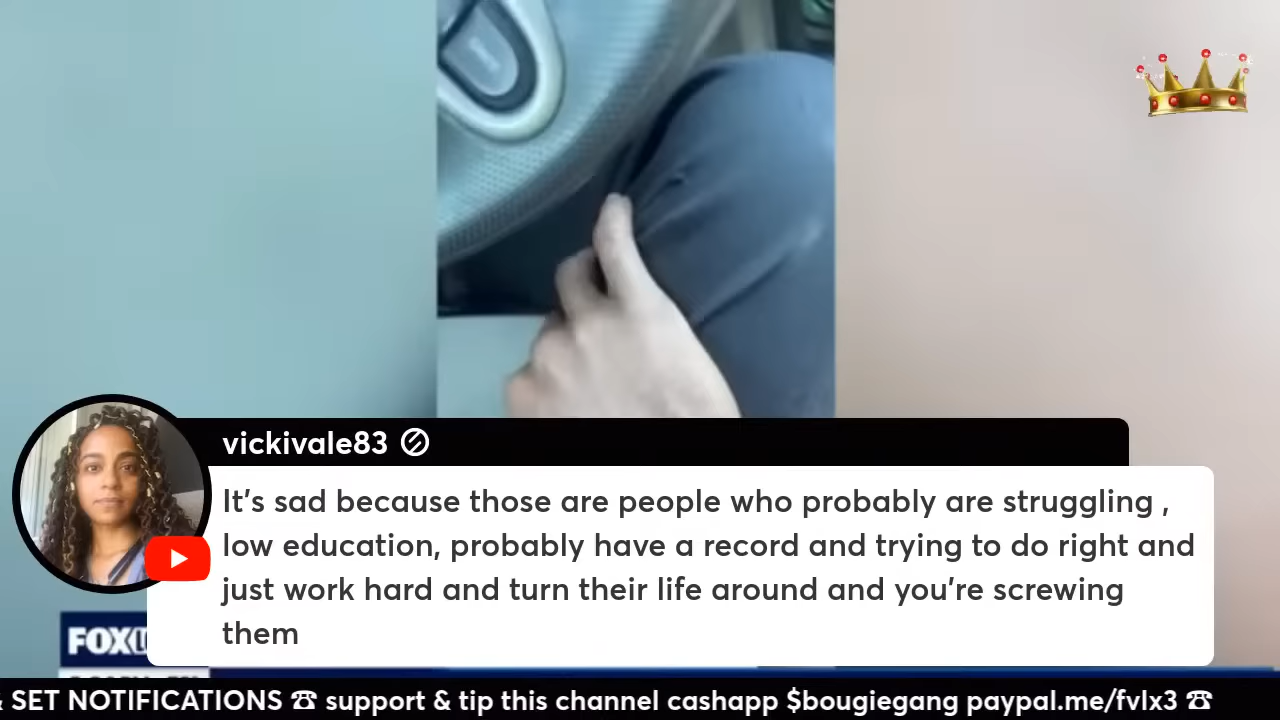 vickivale83
It's sad because those are people who probably are struggling ,
low education, probably have a record and trying to do right and
just work hard and turn their life around and you're screwing
them
FOX
& SET NOTIFICATIONS ☎ support & tip this channel cashapp $bougiegang paypal.me/fvlx3 ☎